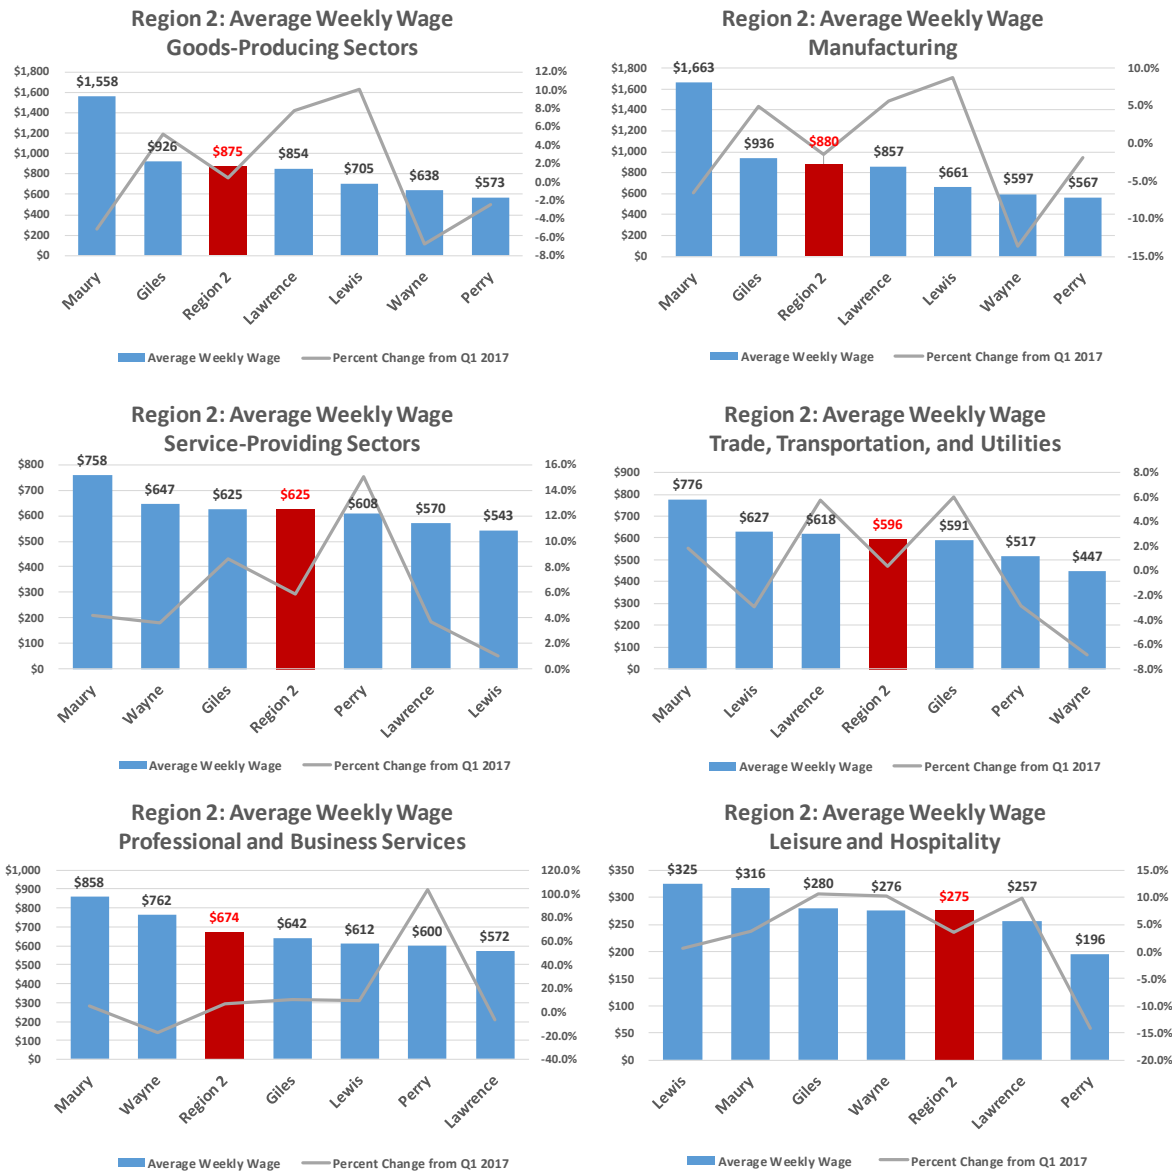 Region 2: Average Weekly Wage
Goods-Producing Sectors
$1,800
$1,600
$1,400
$1,200
$1,000
$800
$600
$400
$200
$0
12.0%
10.0%
8.0%
6.0%
4.0%
2.0%
0.0%
-2.0%
-4.0%
-6.0%
-8.0%
$1,558
$926
$875
$854
$705
$638
$573
Maury
Giles
Region 2
Lawrence
Lewis
Wayne
Perry
Average Weekly Wage
Percent Change from Q1 2017
Region 2: Average Weekly Wage
Manufacturing
$1,800
$1,600
$1,400
$1,200
$1,000
$800
$600
$400
$200
$0
10.0%
5.0%
0.0%
-5.0%
-10.0%
-15.0%
$1,663
$936
$880
$857
$661
$597
$567
Maury
Giles
Region 2
Lawrence
Lewis
Wayne
Perry
Average Weekly Wage
Percent Change from Q1 2017
Region 2: Average Weekly Wage
Service-Providing Sectors
$800
$700
$600
$500
$400
$300
$200
$100
$0
16.0%
14.0%
12.0%
10.0%
8.0%
6.0%
4.0%
2.0%
0.0%
$758
$647
$625
$625
$608
$570
$543
Maury
Wayne
Giles
Region 2
Perry
Lawrence
Lewis
Average Weekly Wage
Percent Change from Q1 2017
Region 2: Average Weekly Wage
Trade, Transportation, and Utilities
$900
$800
$700
$600
$500
$400
$300
$200
$100
$0
8.0%
6.0%
4.0%
2.0%
0.0%
-2.0%
-4.0%
-6.0%
-8.0%
$776
$627
$618
$596
$591
$517
$447
Maury
Lewis
Lawrence
Region 2
Giles
Perry
Wayne
Average Weekly Wage
Percent Change from Q1 2017
Region 2: Average Weekly Wage
Professional and Business Services
$1,000
$900
$800
$700
$600
$500
$400
$300
$200
$100
$0
120.0%
100.0%
80.0%
60.0%
40.0%
20.0%
0.0%
-20.0%
-40.0%
$858
$762
$674
$642
$612
$600
$572
Maury
Wayne
Region 2
Giles
Lewis
Perry
Lawrence
Average Weekly Wage
Percent Change from Q1 2017
Region 2: Average Weekly Wage
Leisure and Hospitality
$350
$300
$250
$200
$150
$100
$50
$0
15.0%
10.0%
5.0%
0.0%
-5.0%
-10.0%
-15.0%
-20.0%
$325
$316
$280
$276
$275
$257
$196
Lewis
Maury
Giles
Wayne
Region 2
Lawrence
Perry
Average Weekly Wage
Percent Change from Q1 2017